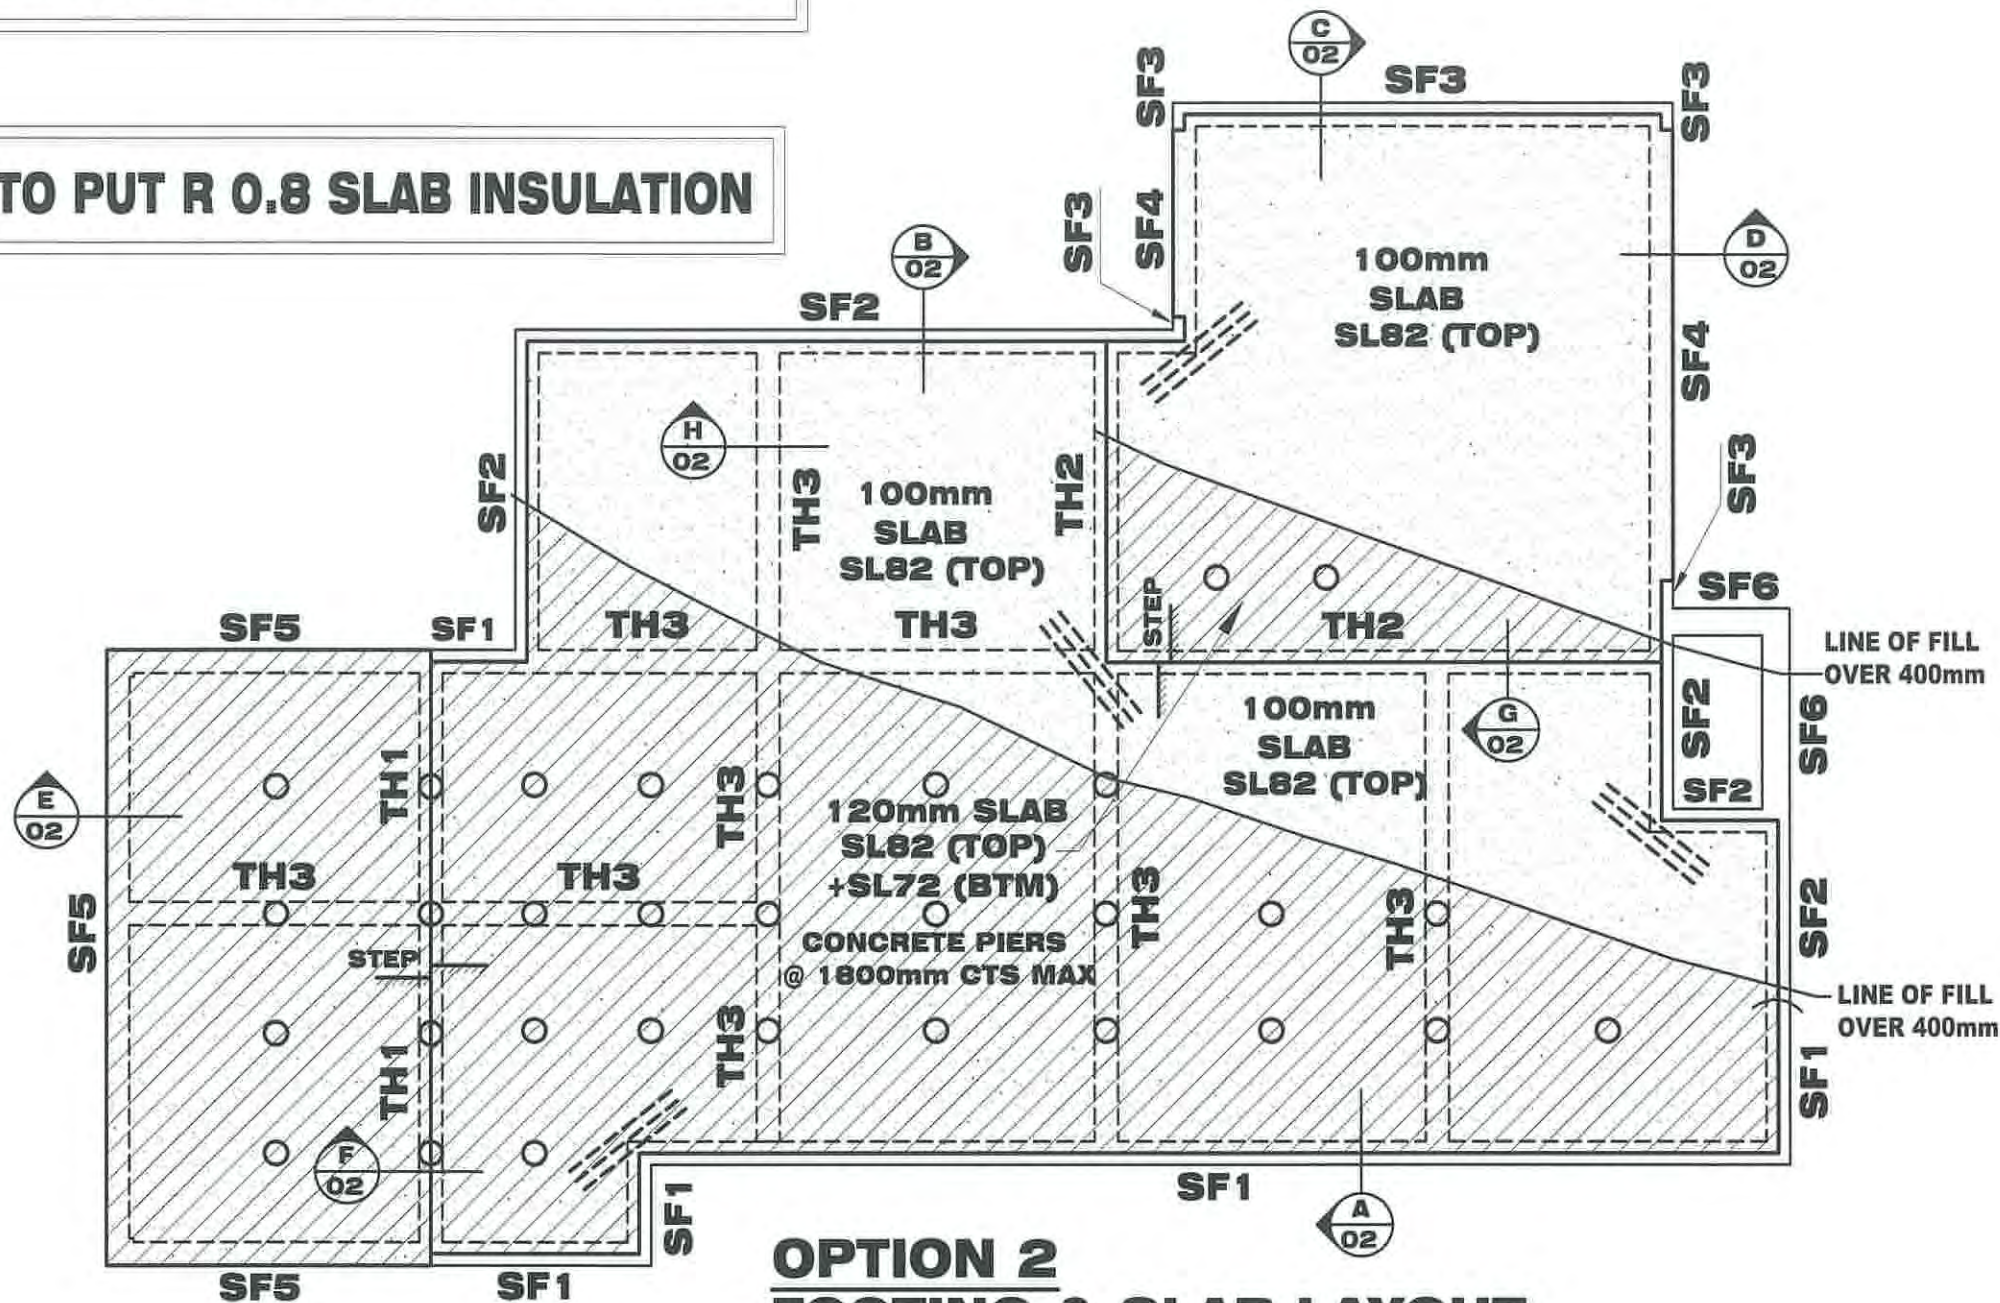 C
02
SF3
SF3
SF3
TO PUT R 0.8 SLAB INSULATION
SF3
SF4
B
02
D
02
100mm
SLAB
SL82 (TOP)
SF2
SF4
H
02
SF2
TH3
100mm
SLAB
SL82 (TOP)
TH2
SF3
STEP
SF6
SF5
SF1
TH3
TH3
TH2
LINE OF FILL
OVER 400mm
100mm
SLAB
SL82 (TOP)
G
02
SF2
SF6
SF2
TH1
TH3
E
02
120mm SLAB
SL82 (TOP)
+SL72 (BTM)
TH3
TH3
SF5
TH3
TH3
SF2
CONCRETE PIERS
@ 1800mm CTS MAX
STEP
LINE OF FILL
OVER 400mm
TH1
TH3
SF1
F
02
SF1
SF1
A
02
SF5
SF1
OPTION 2
FOOTING & SLAB LAYOUT